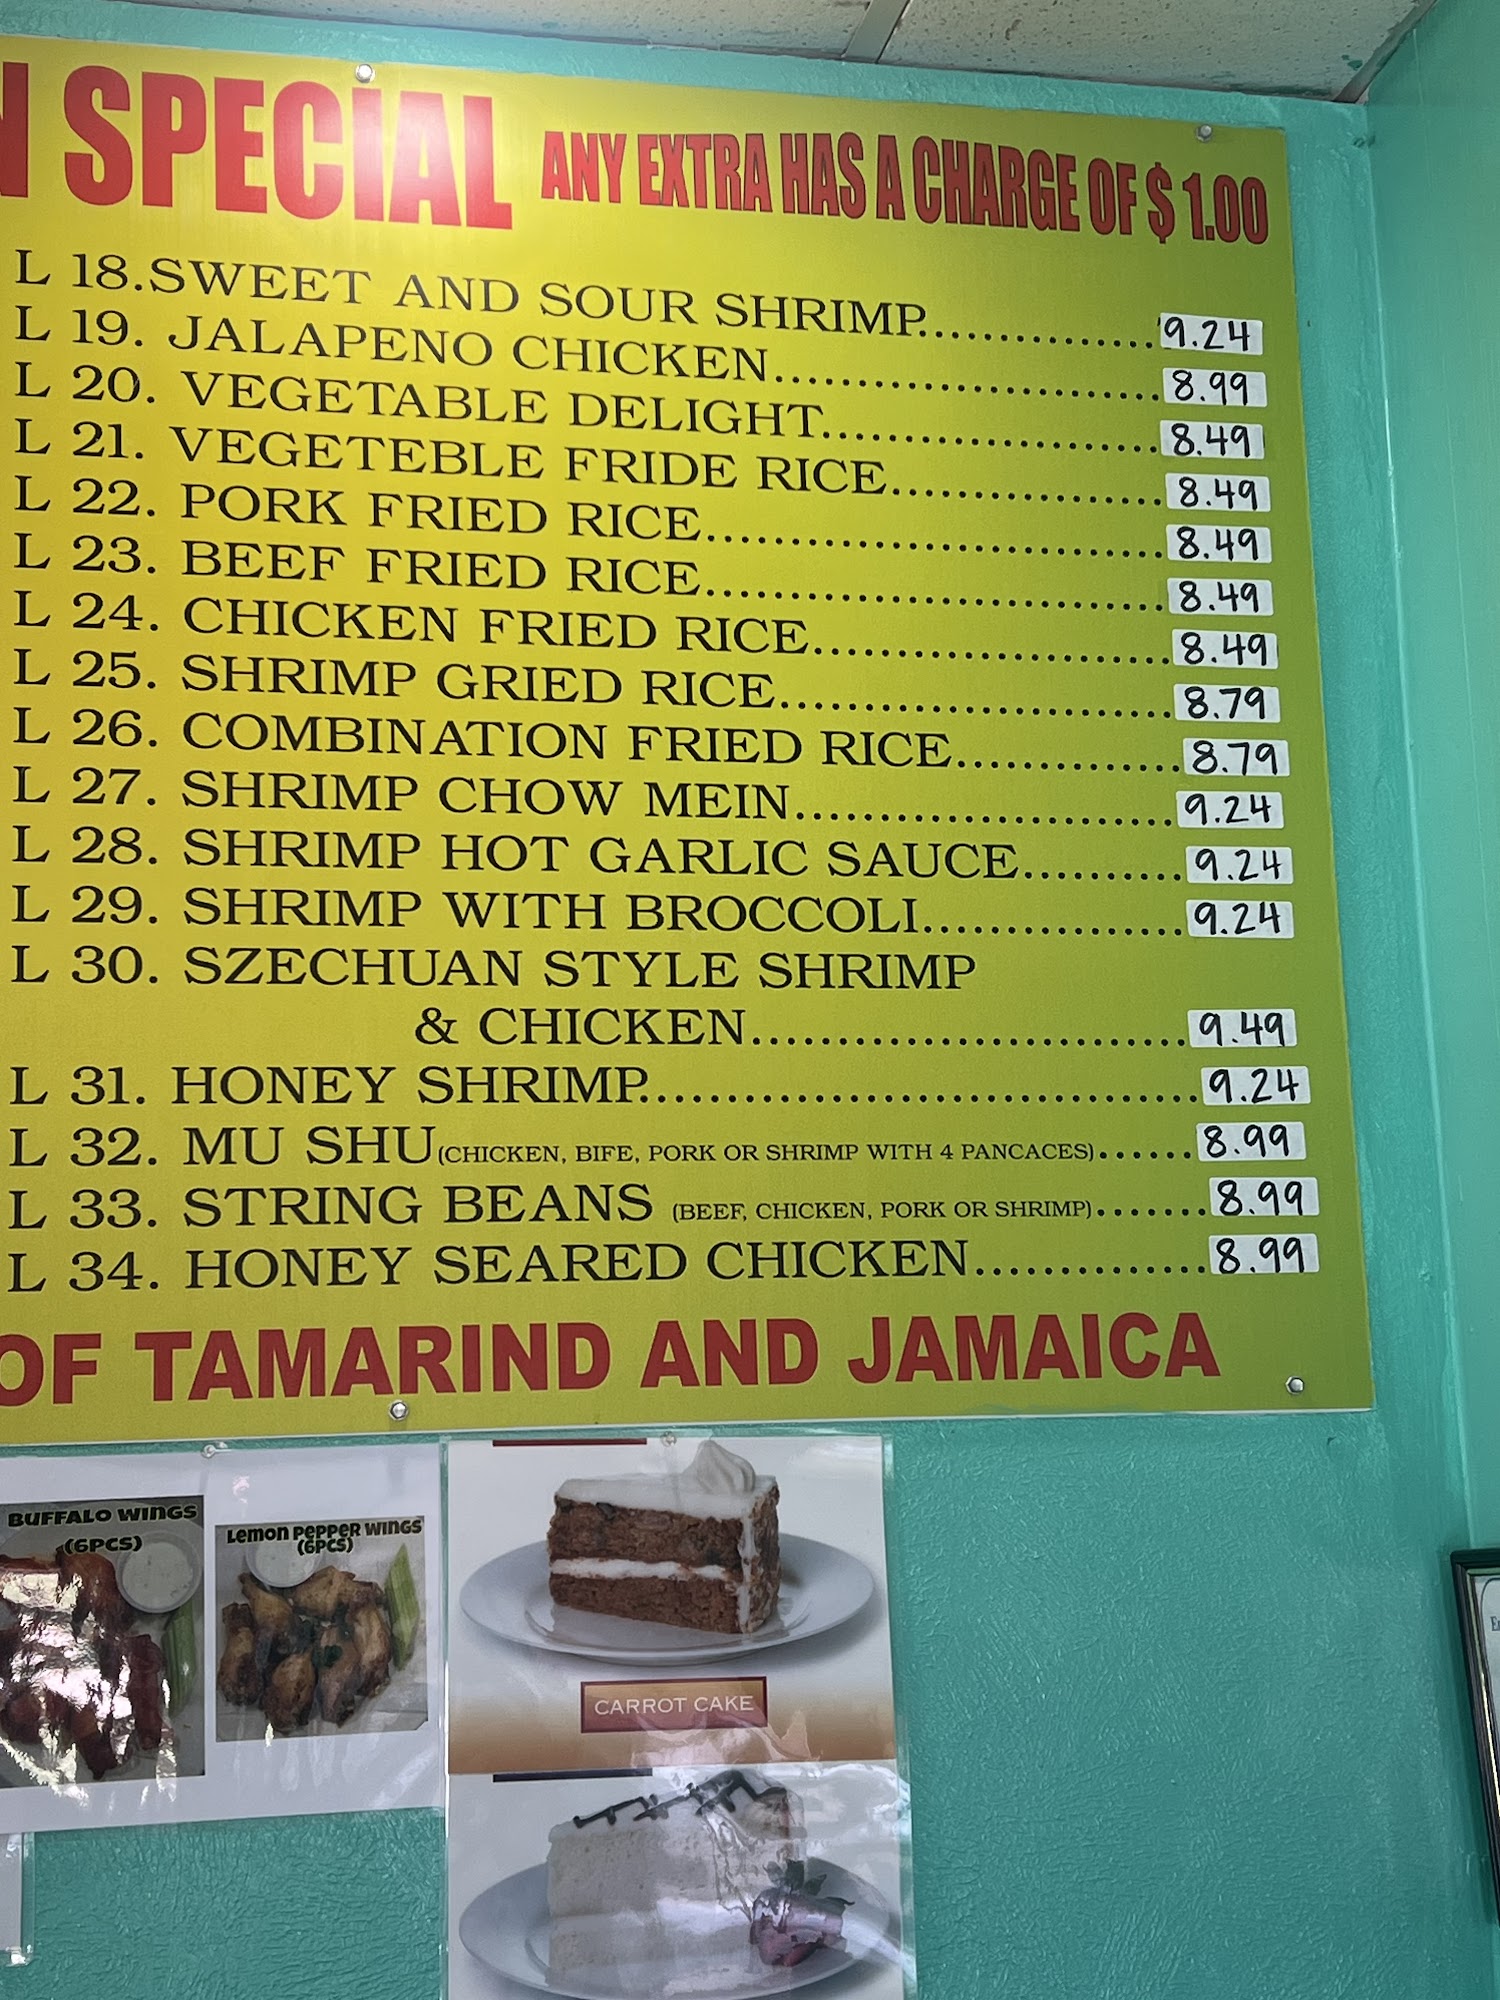 SPECIAL ANY EXTRA HAS A CHARGE OF $ 1.00
L 18.SWEET AND SOUR SHRIMP............... 9.24
L 19. JALAPENO CHICKEN.................... 8.99
L 20. VEGETABLE DELIGHT.................. 8.49
L 21. VEGETEBLE FRIDE RICE.............. 8.49
L 22. PORK FRIED RICE....................... 8.49
L 23. BEEF FRIED RICE....................... 8.49
L 24. CHICKEN FRIED RICE.................. 8.49
L 25. SHRIMP GRIED RICE.................... 8.79
L 26. COMBINATION FRIED RICE............ 8.79
L 27. SHRIMP CHOW MEIN................... 9.24
L 28. SHRIMP HOT GARLIC SAUCE.......... 9.24
L 29. SHRIMP WITH BROCCOLI............... 9.24
L 30. SZECHUAN STYLE SHRIMP
& CHICKEN........................... 9.49
L 31. HONEY SHRIMP............................ 9.24
L 32. MU SHU(CHICKEN, BIFE, PORK OR SHRIMP WITH 4 PANCACES)...... 8.99
L 33. STRING BEANS (BEEF, CHICKEN, PORK OR SHRIMP)....... 8.99
L 34. HONEY SEARED CHICKEN.............. 8.99
OF TAMARIND AND JAMAICA
BUFFALO WINGS
(6PCS)
LEMON PEPPER WINGS
(6PCS)
CARROT CAKE